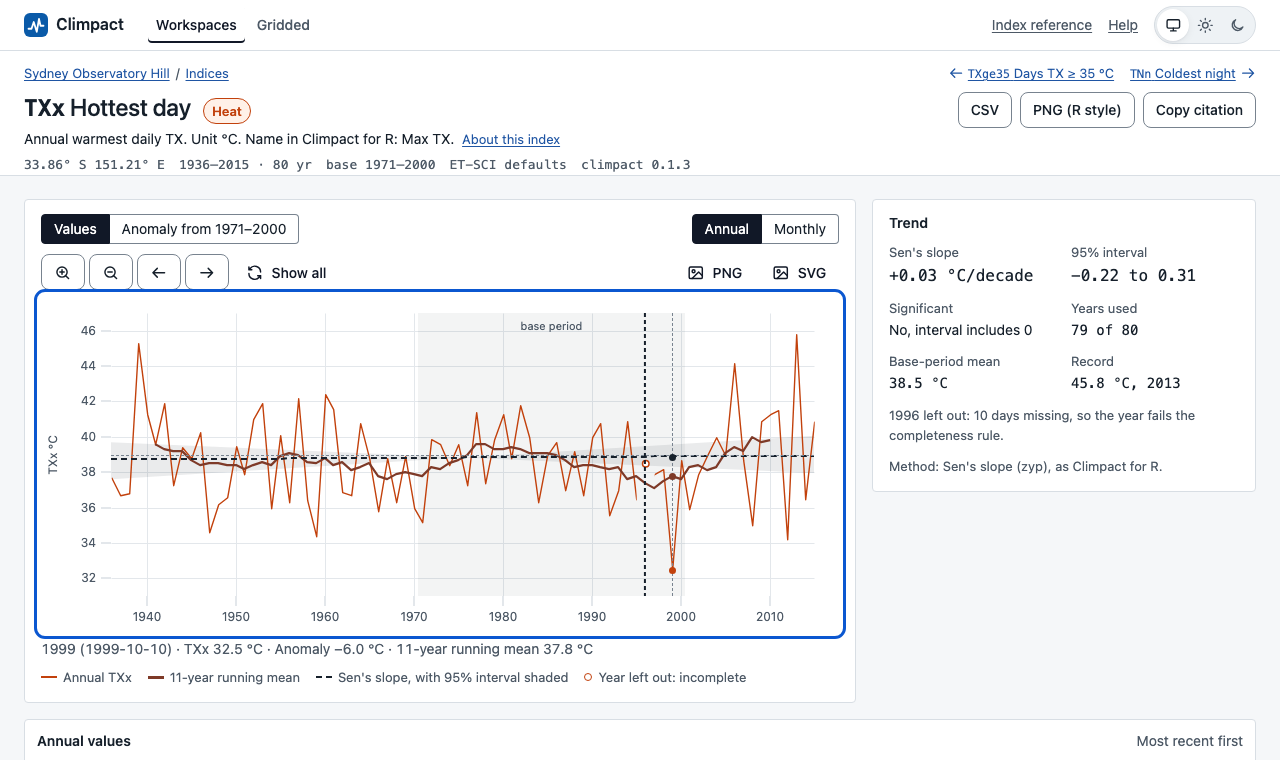 Climpact Workspaces Gridded Index reference Help
Sydney Observatory Hill / Indices ← TXge35 Days TX ≥ 35 °C TNn Coldest night →
TXx Hottest day Heat CSV PNG (R style) Copy citation
Annual warmest daily TX. Unit °C. Name in Climpact for R: Max TX. About this index
33.86° S 151.21° E 1936–2015 · 80 yr base 1971–2000 ET-SCI defaults climpact 0.1.3
Values Anomaly from 1971–2000 Annual Monthly
← → Show all PNG SVG
base period
46
44
42
40
38
36
34
32
TXx °C
1940 1950 1960 1970 1980 1990 2000 2010
1999 (1999-10-10) · TXx 32.5 °C · Anomaly −6.0 °C · 11-year running mean 37.8 °C
Annual TXx 11-year running mean Sen's slope, with 95% interval shaded Year left out: incomplete
Trend
Sen's slope 95% interval
+0.03 °C/decade −0.22 to 0.31
Significant Years used
No, interval includes 0 79 of 80
Base-period mean Record
38.5 °C 45.8 °C, 2013
1996 left out: 10 days missing, so the year fails the
completeness rule.
Method: Sen's slope (zyp), as Climpact for R.
Annual values Most recent first